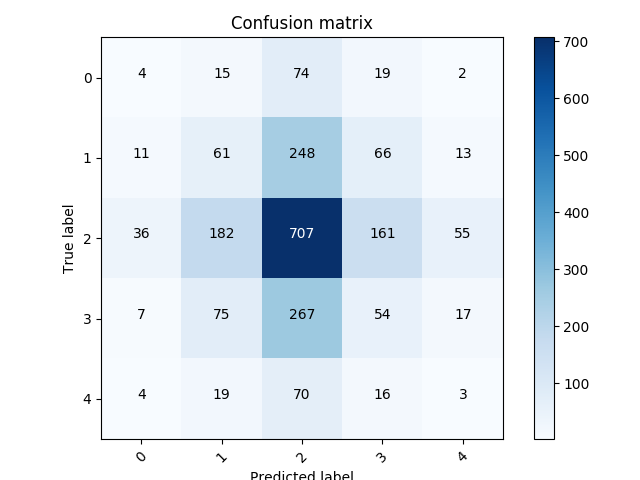 Confusion matrix
True label
0 4 15 74 19 2
1 11 61 248 66 13
2 36 182 707 161 55
3 7 75 267 54 17
4 4 19 70 16 3
0 1 2 3 4
Predicted label
700
600
500
400
300
200
100